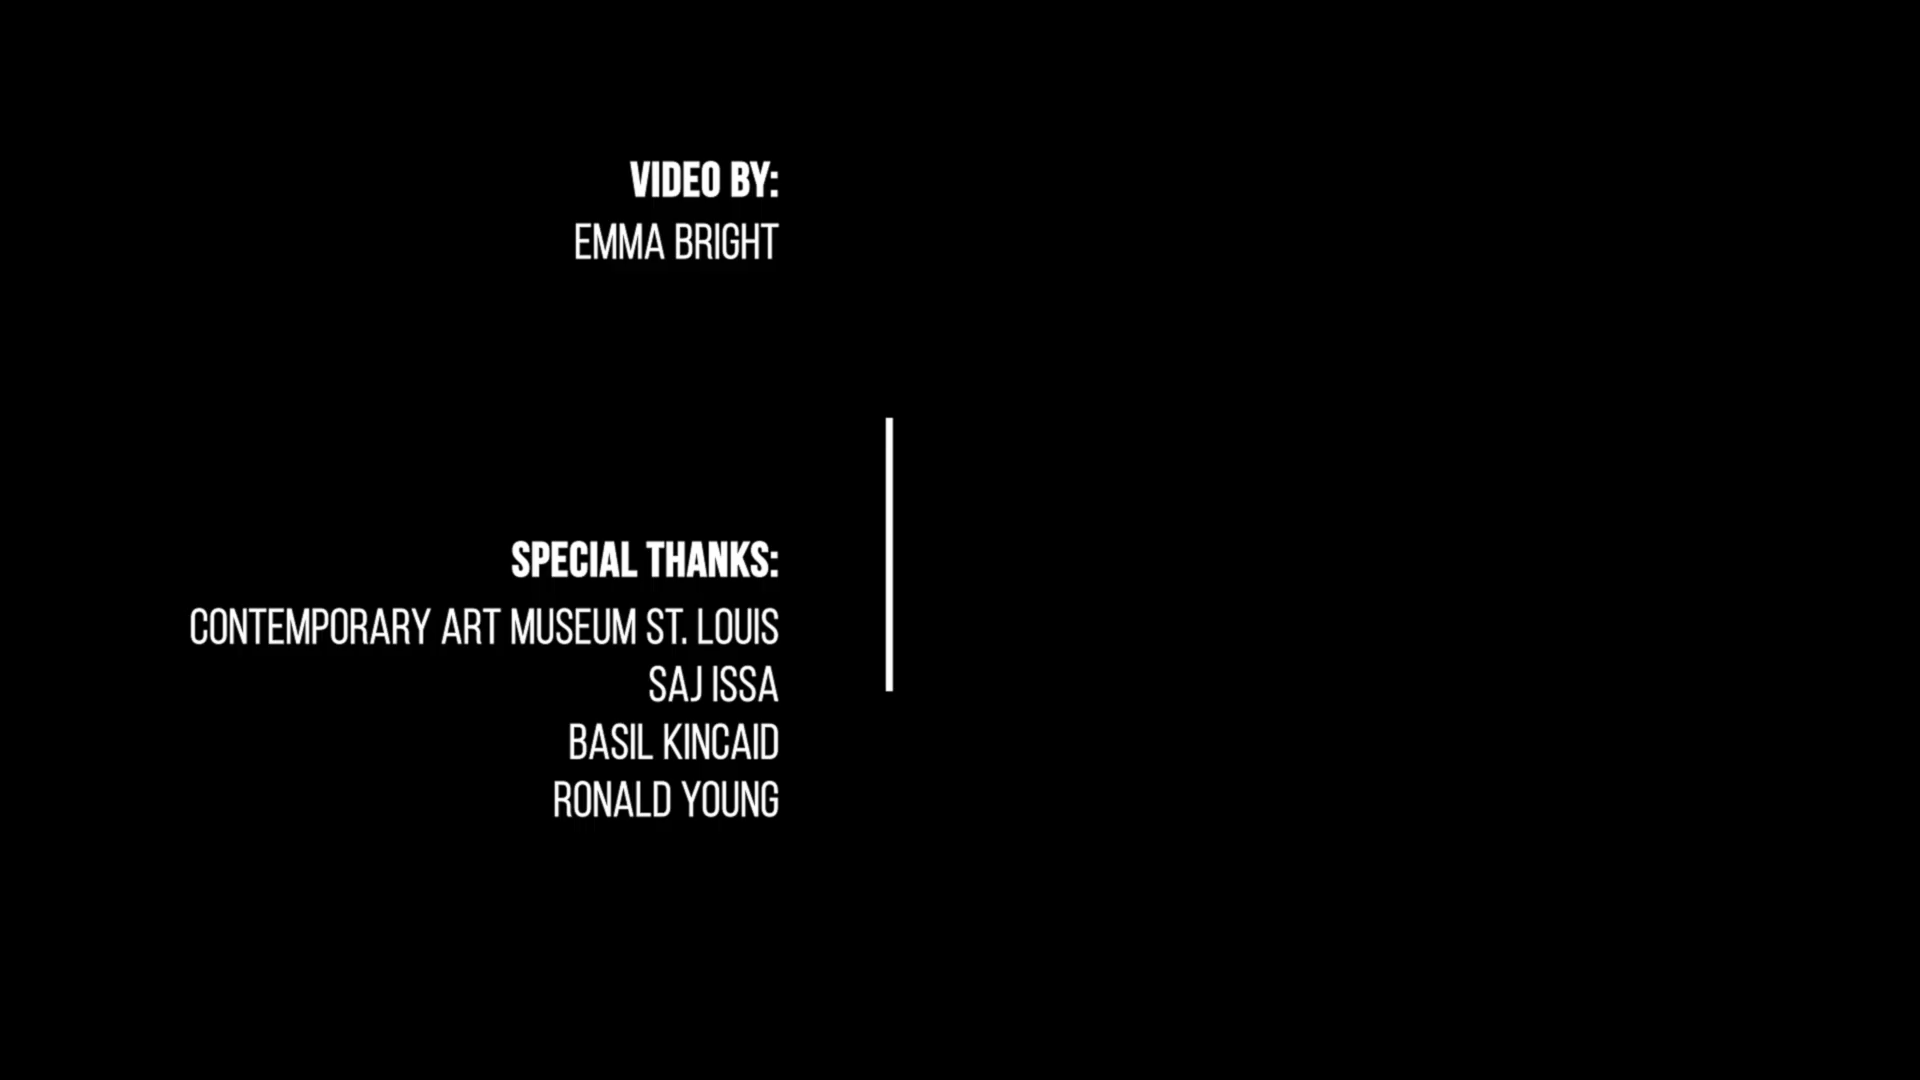 VIDEO BY:
EMMA BRIGHT
SPECIAL THANKS:
CONTEMPORARY ART MUSEUM ST. LOUIS
SAJ ISSA
BASIL KINCAID
RONALD YOUNG